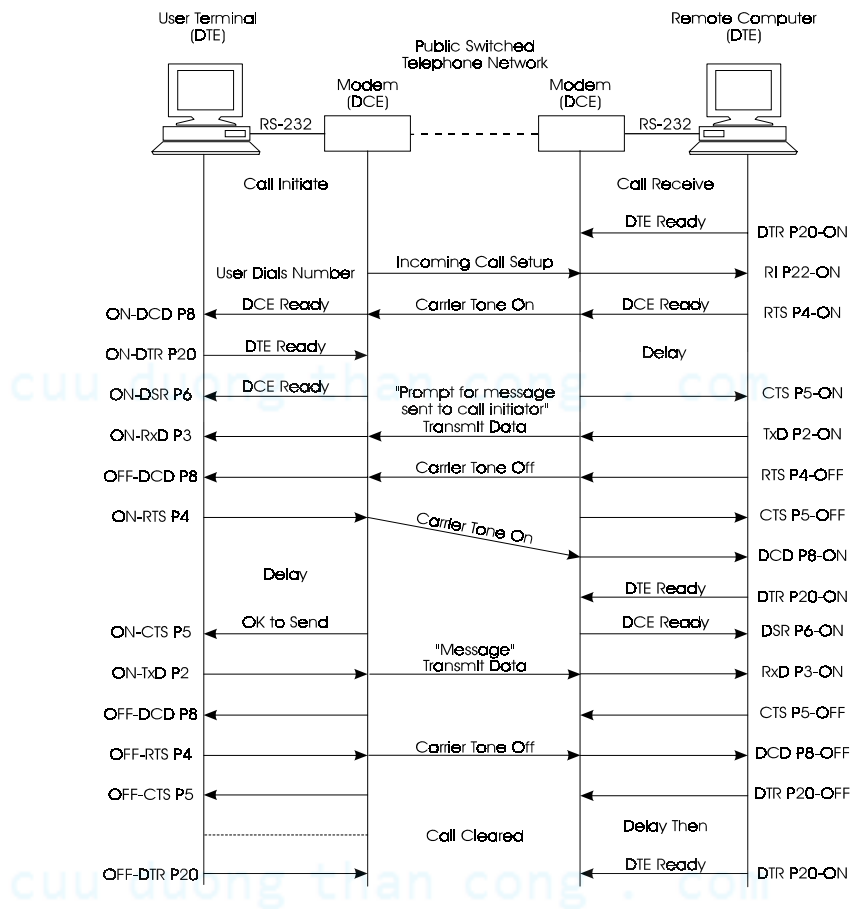 User Terminal
(DTE)
Remote Computer
(DTE)
Public Switched
Telephone Network
Modem
(DCE)
Modem
(DCE)
RS-232
RS-232
Call Initiate
Call Receive
DTE Ready
DTR P20-ON
User Dials Number
Incoming Call Setup
RI P22-ON
ON-DCD P8
DCE Ready
Carrier Tone On
DCE Ready
RTS P4-ON
ON-DTR P20
DTE Ready
Delay
cuu duong than cong . com
ON-DSR P6
DCE Ready
"Prompt for message
sent to call initiator"
Transmit Data
CTS P5-ON
ON-RxD P3
TxD P2-ON
OFF-DCD P8
Carrier Tone Off
RTS P4-OFF
ON-RTS P4
Carrier Tone On
CTS P5-OFF
DCD P8-ON
Delay
DTE Ready
DTR P20-ON
ON-CTS P5
OK to Send
DCE Ready
DSR P6-ON
"Message"
Transmit Data
ON-TxD P2
RxD P3-ON
OFF-DCD P8
CTS P5-OFF
OFF-RTS P4
Carrier Tone Off
DCD P8-OFF
OFF-CTS P5
DTR P20-OFF
Call Cleared
Delay Then
OFF-DTR P20
DTE Ready
DTR P20-ON
cuu duong than cong . com